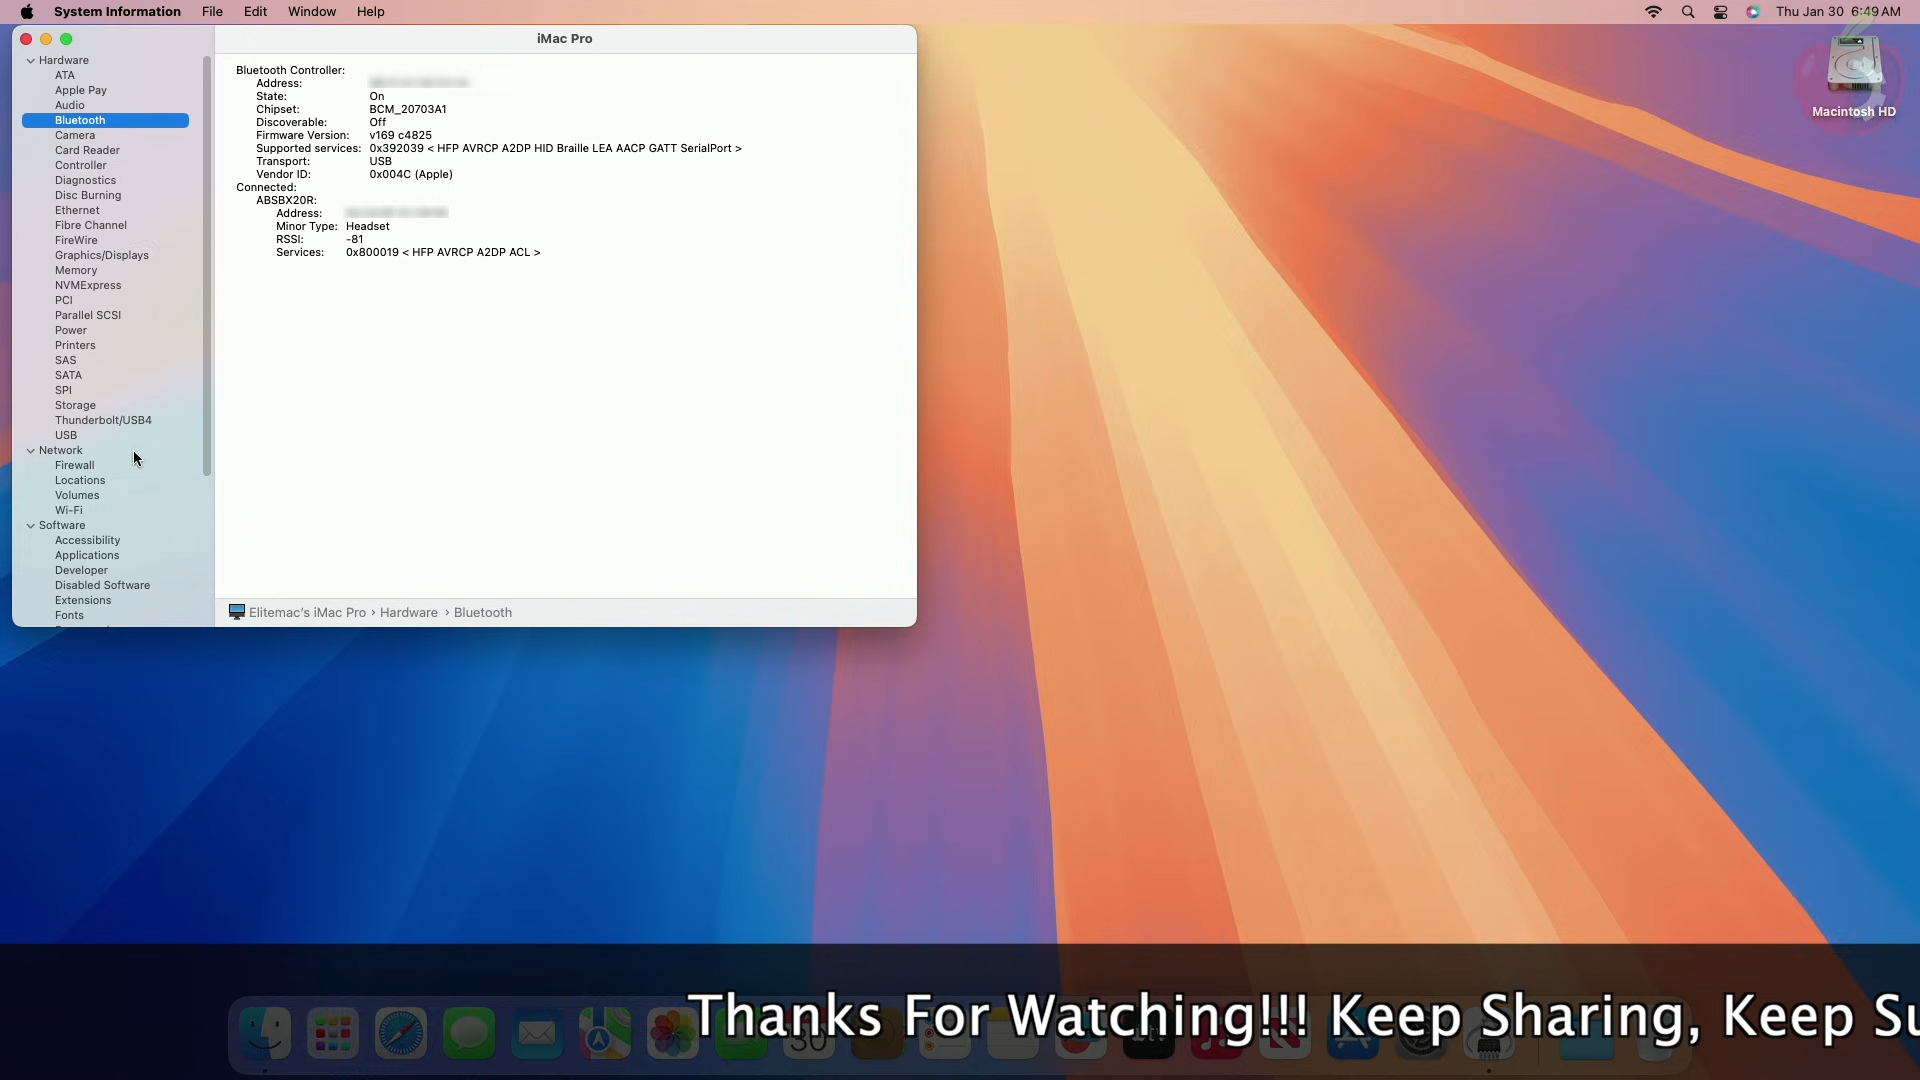 System Information File Edit Window Help
Thu Jan 30 6:49 AM
iMac Pro
Hardware
ATA
Apple Pay
Audio
Bluetooth
Camera
Card Reader
Controller
Diagnostics
Disc Burning
Ethernet
Fibre Channel
FireWire
Graphics/Displays
Memory
NVMExpress
PCI
Parallel SCSI
Power
Printers
SAS
SATA
SPI
Storage
Thunderbolt/USB4
USB
Network
Firewall
Locations
Volumes
Wi-Fi
Software
Accessibility
Applications
Developer
Disabled Software
Extensions
Fonts
Bluetooth Controller:
Address:
State: On
Chipset: BCM_20703A1
Discoverable: Off
Firmware Version: v169 c4825
Supported services: 0x392039 < HFP AVRCP A2DP HID Braille LEA AACP GATT SerialPort >
Transport: USB
Vendor ID: 0x004C (Apple)
Connected:
ABSBX20R:
Address:
Minor Type: Headset
RSSI: -81
Services: 0x800019 < HFP AVRCP A2DP ACL >
Elitemac's iMac Pro › Hardware › Bluetooth
Macintosh HD
Thanks For Watching!!! Keep Sharing, Keep Su
30